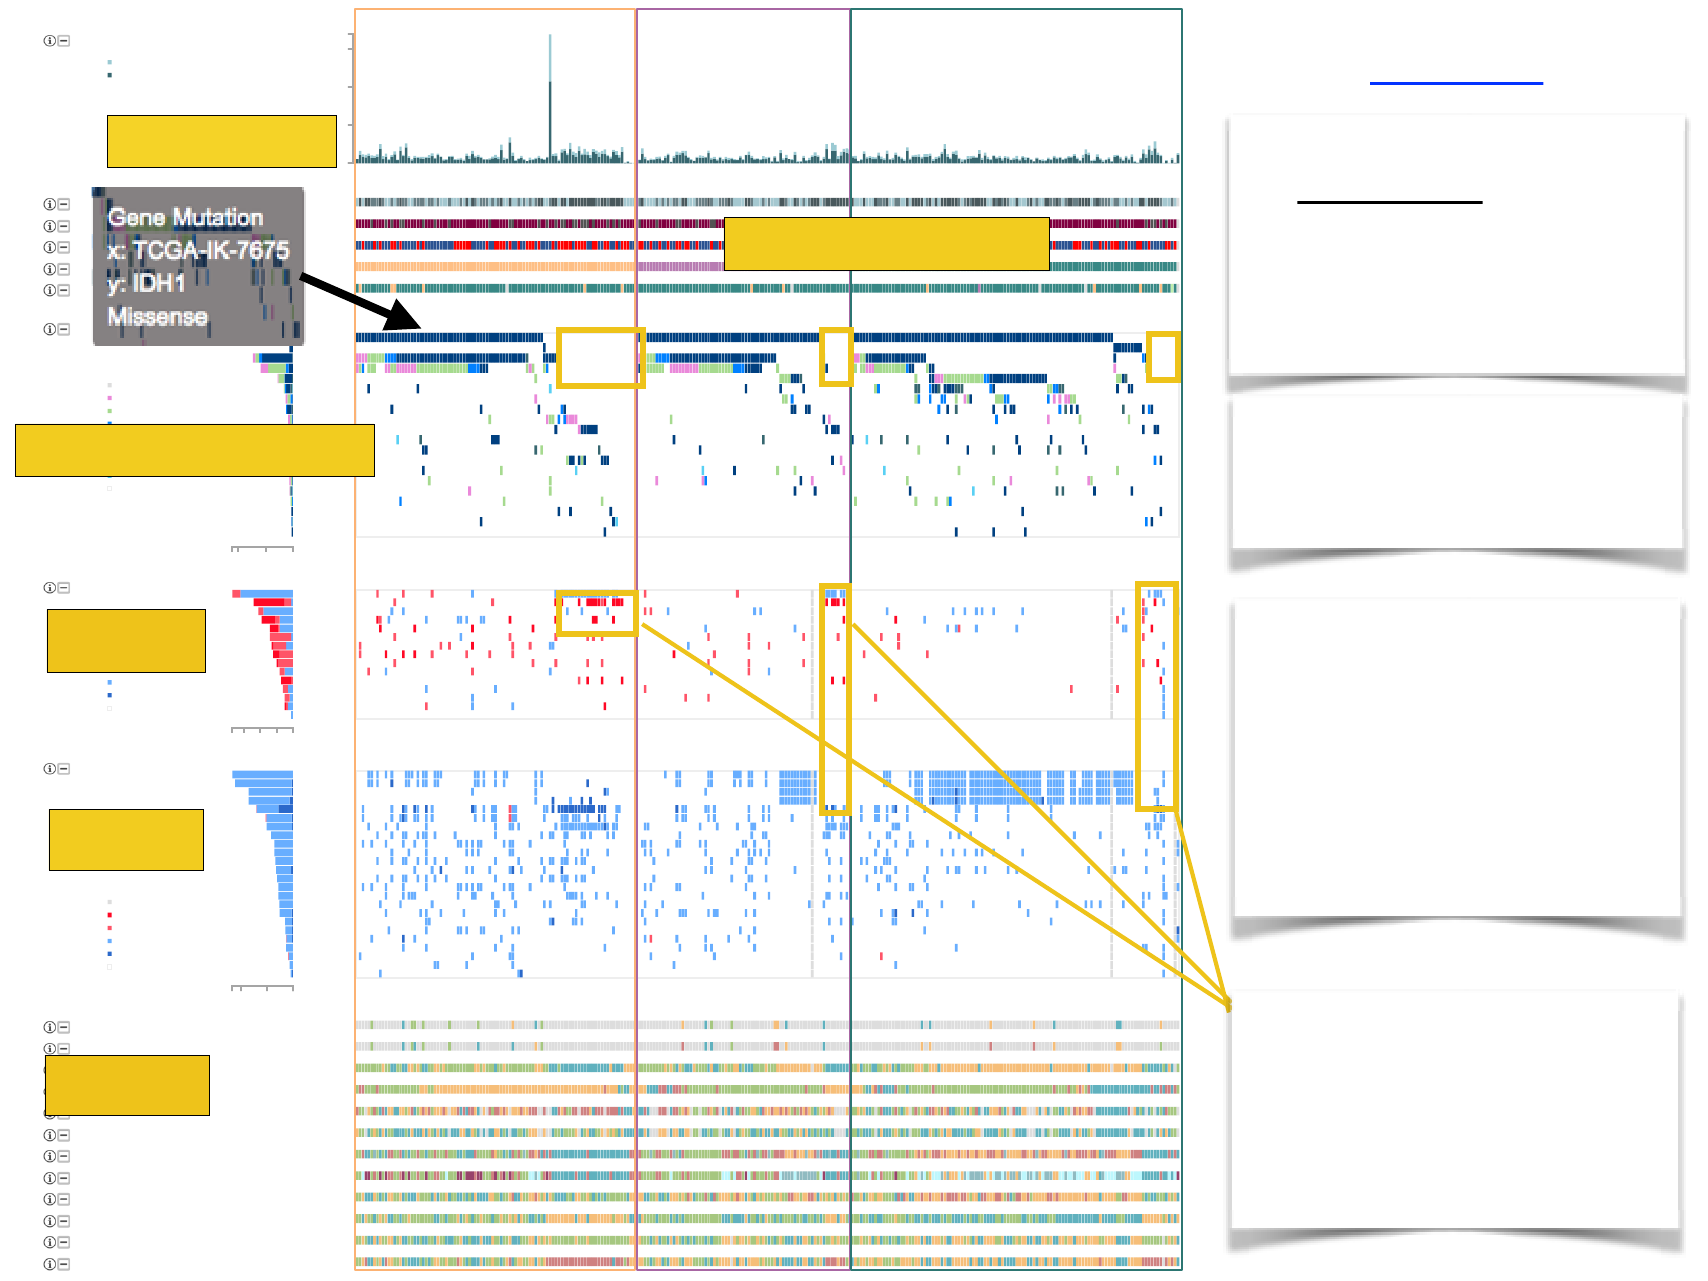 Gene Mutation
x: TCGA-IK-7675
y: IDH1
Missense